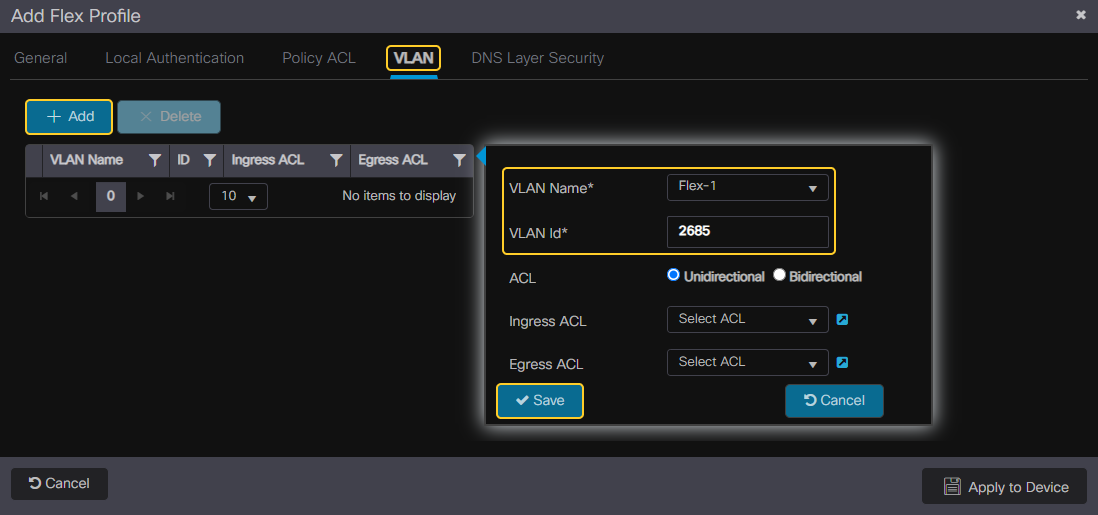 Add Flex Profile
General Local Authentication Policy ACL VLAN DNS Layer Security
Add Delete
VLAN Name ID Ingress ACL Egress ACL
0 10 No items to display
VLAN Name* Flex-1
VLAN Id* 2685
ACL Unidirectional Bidirectional
Ingress ACL Select ACL
Egress ACL Select ACL
Save Cancel
Cancel Apply to Device